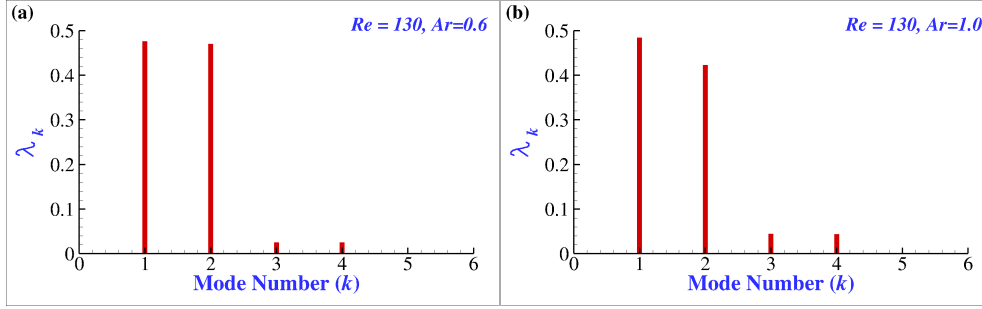 (a)
Re = 130, Ar=0.6
0.5
0.4
0.3
0.2
0.1
0
λk
0 1 2 3 4 5 6
Mode Number (k)
(b)
Re = 130, Ar=1.0
0.5
0.4
0.3
0.2
0.1
0
λk
0 1 2 3 4 5 6
Mode Number (k)